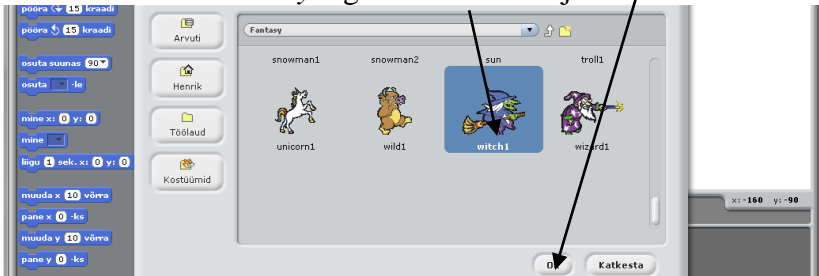 pööra 15 kraadi
pööra 15 kraadi
osuta suunas 90
osuta -le
mine x: 0 y: 0
mine
liigu 1 sek. x: 0 y: 0
muuda x 10 võrra
pane x 0 -ks
muuda y 10 võrra
pane y 0 -ks
Arvuti
Henrik
Töölaud
Kostüümid
Fantasy
snowman1 snowman2 sun troll1
unicorn1 wild1 witch1 wizard1
x: -160 y: -90
Katkesta